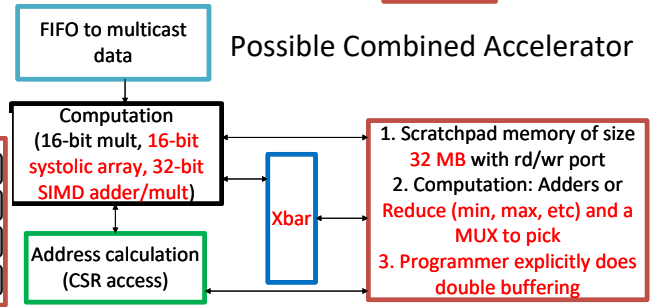 FIFO to multicast
data
Possible Combined Accelerator
Computation
(16-bit mult, 16-bit
systolic array, 32-bit
SIMD adder/mult)
Xbar
Address calculation
(CSR access)
1. Scratchpad memory of size
32 MB with rd/wr port
2. Computation: Adders or
Reduce (min, max, etc) and a
MUX to pick
3. Programmer explicitly does
double buffering